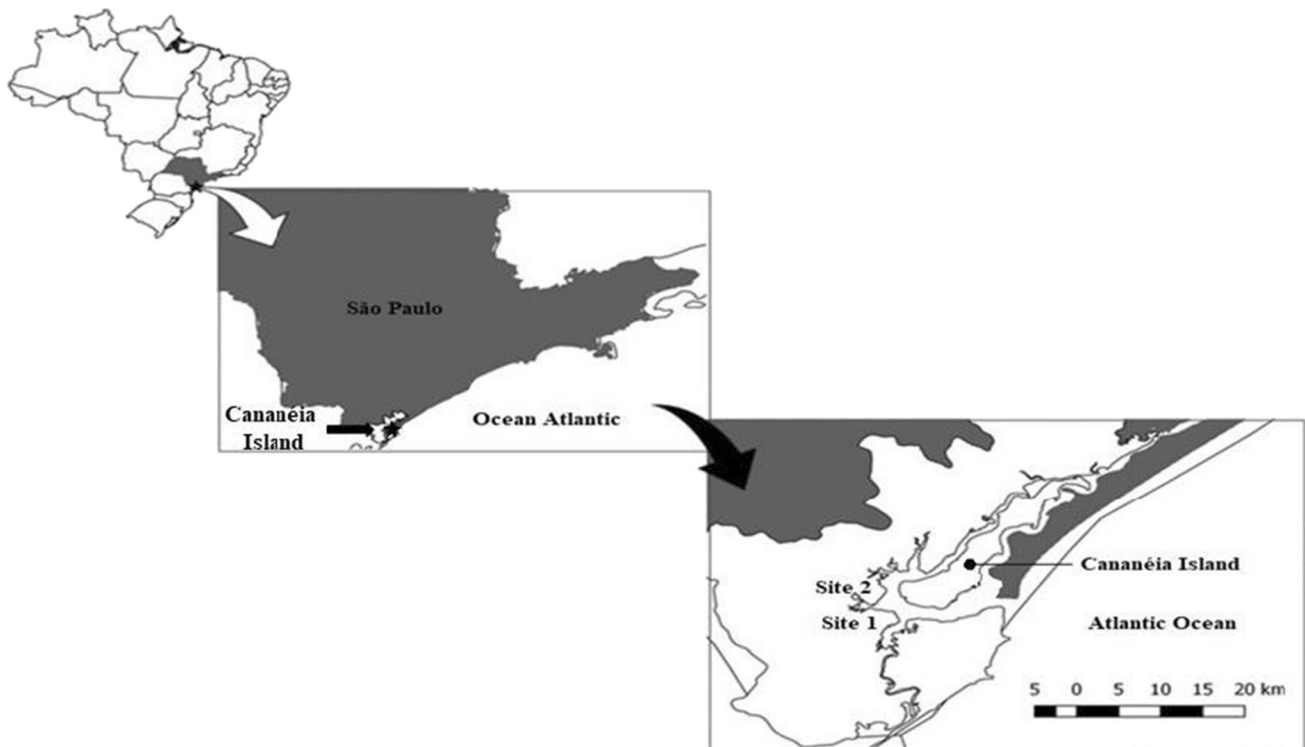 São Paulo
Cananéia
Island
Ocean Atlantic
Cananéia Island
Site 2
Site 1
Atlantic Ocean
5 0 5 10 15 20 km